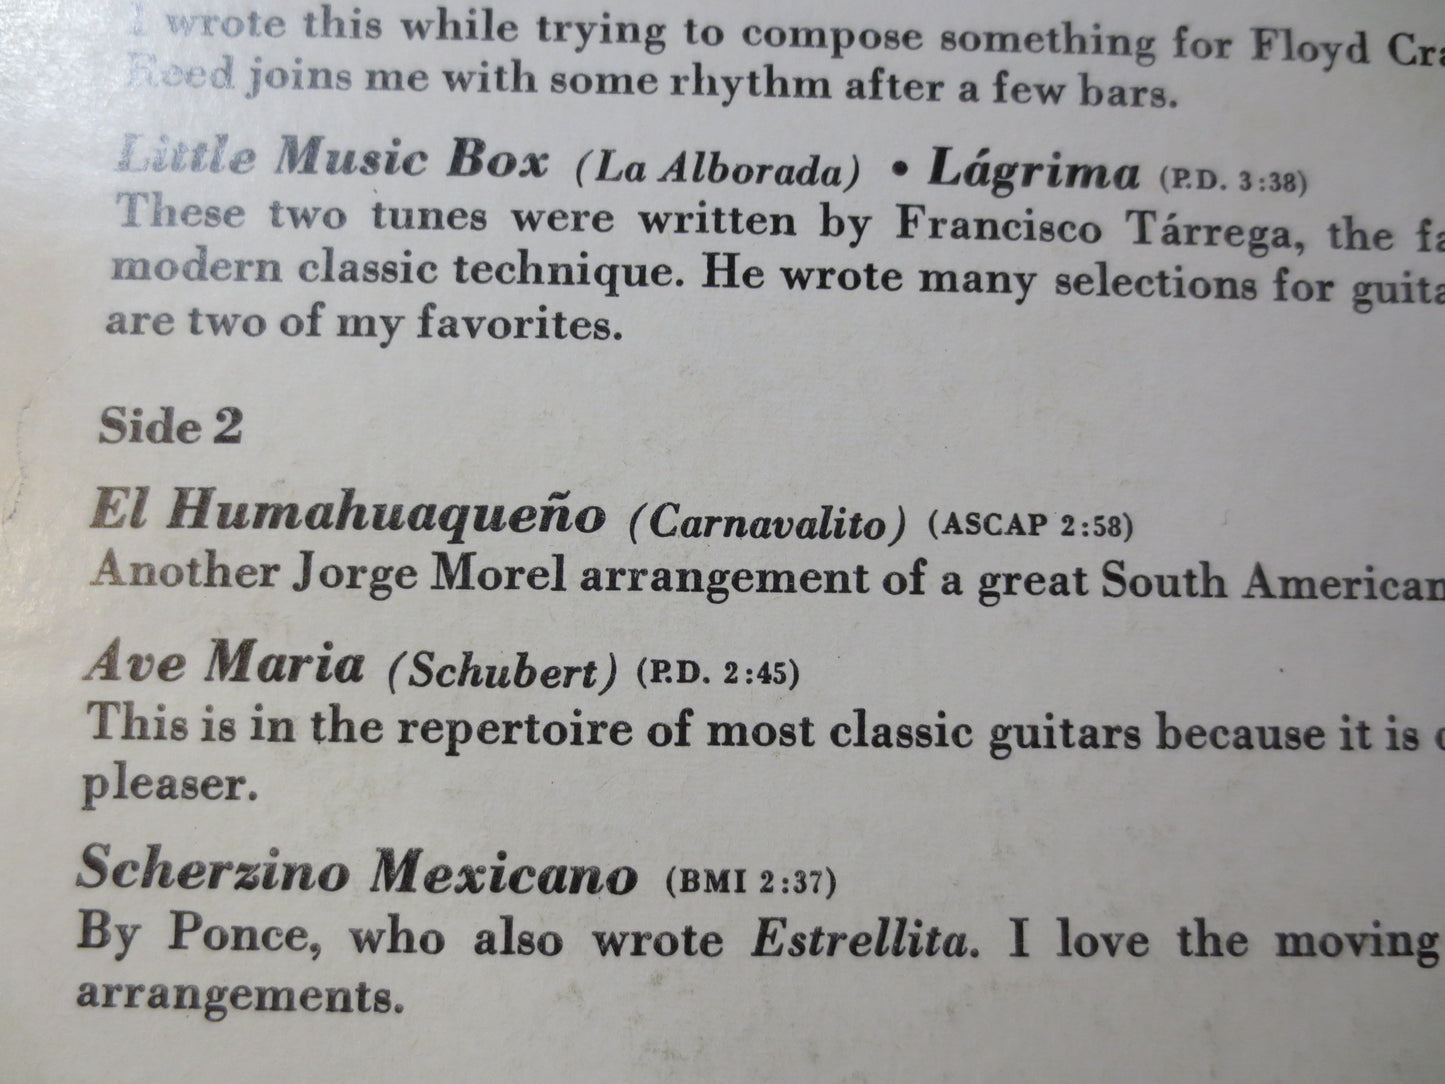 I wrote this while trying to compose something for Floyd
Reed joins me with some rhythm after a few bars.
Little Music Box (La Alborada) • Lágrima (P.D. 3:38)
These two tunes were written by Francisco Tárrega, the
modern classic technique. He wrote many selections for
are two of my favorites.
Side 2
El Humahuaqueño (Carnavalito) (ASCAP 2:58)
Another Jorge Morel arrangement of a great South American
Ave Maria (Schubert) (P.D. 2:45)
This is in the repertoire of most classic guitars because it is
pleaser.
Scherzino Mexicano (BMI 2:37)
By Ponce, who also wrote Estrellita. I love the moving
arrangements.